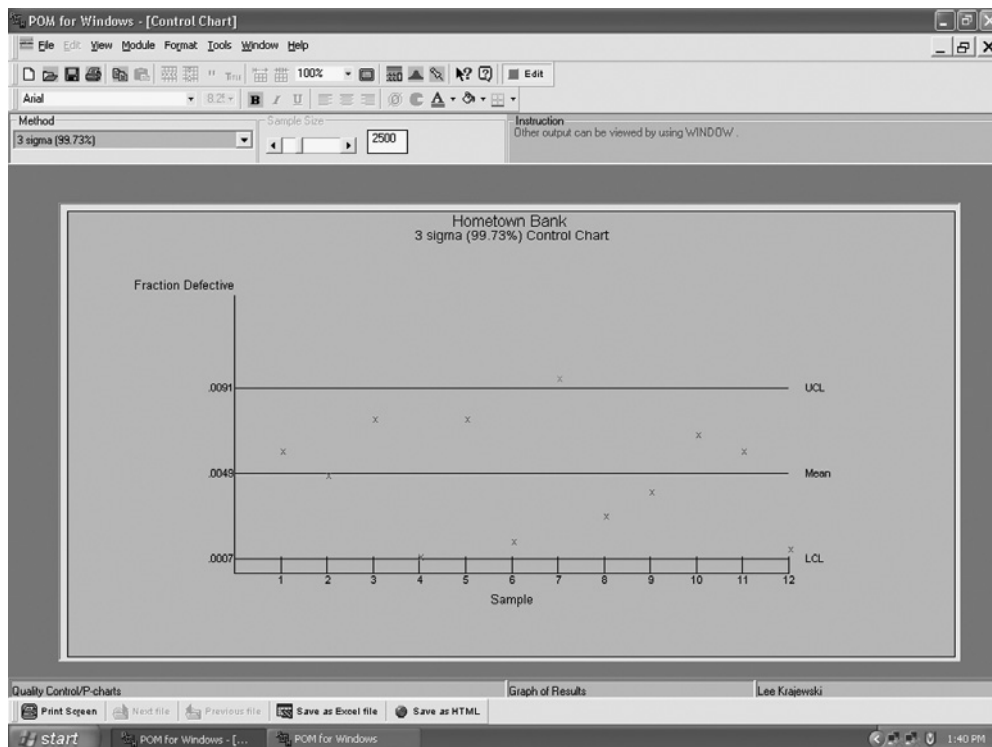 POM for Windows - [Control Chart]
File Edit View Module Format Tools Window Help
100% Edit
Arial 8.25 B I U A
Method Sample Size Instruction
3 sigma (99.73%) 2500 Other output can be viewed by using WINDOW .
Hometown Bank
3 sigma (99.73%) Control Chart
Fraction Defective
.0091 UCL
.0049 Mean
.0007 LCL
1 2 3 4 5 6 7 8 9 10 11 12
Sample
Quality Control/P-charts Graph of Results Lee Krajewski
Print Screen Next file Previous file Save as Excel file Save as HTML
start POM for Windows - [... POM for Windows 1:40 PM